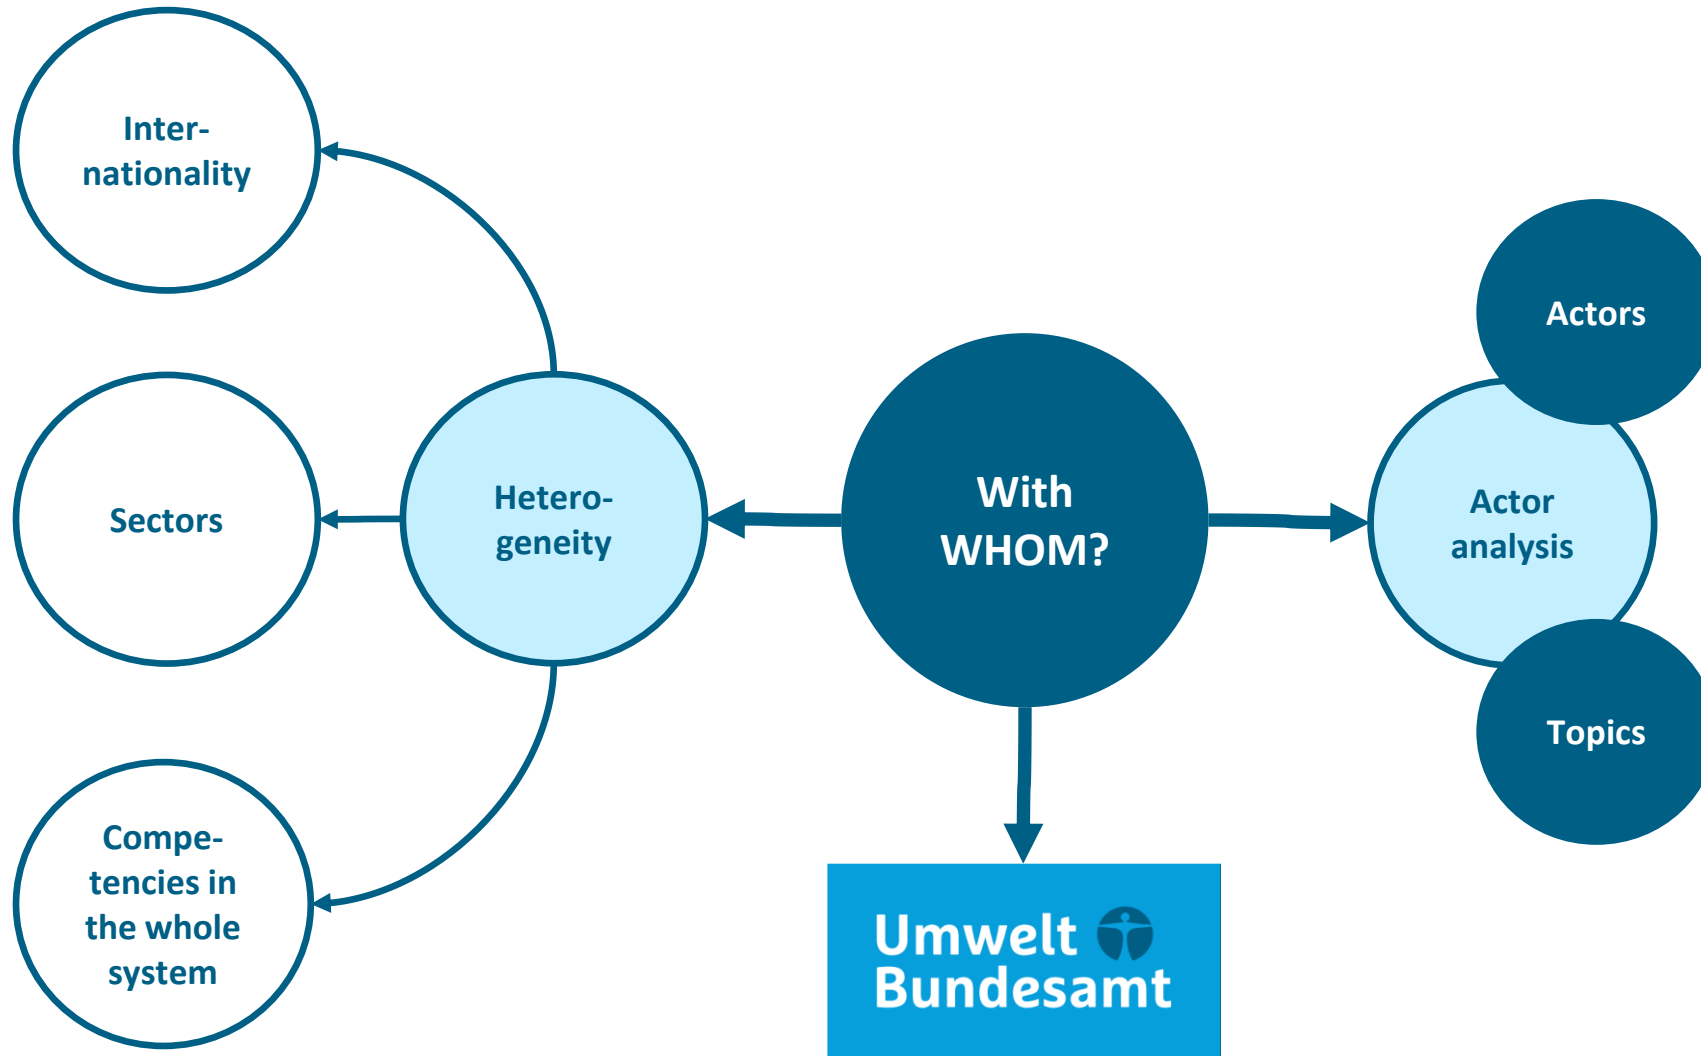 Inter-
nationality
Sectors
Compe-
tencies in
the whole
system
Hetero-
geneity
With
WHOM?
Umwelt
Bundesamt
Actors
Actor
analysis
Topics